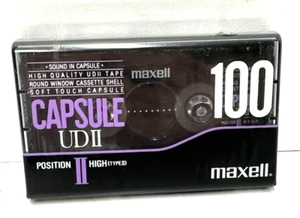 • SOUND IN CAPSULE •
HIGH QUALITY UDII TAPE
ROUND WINDOW CASSETTE SHELL
SOFT TOUCH CAPSULE
maxell
100
CAPSULE
UDII
POSITION II HIGH (TYPE II)
maxell